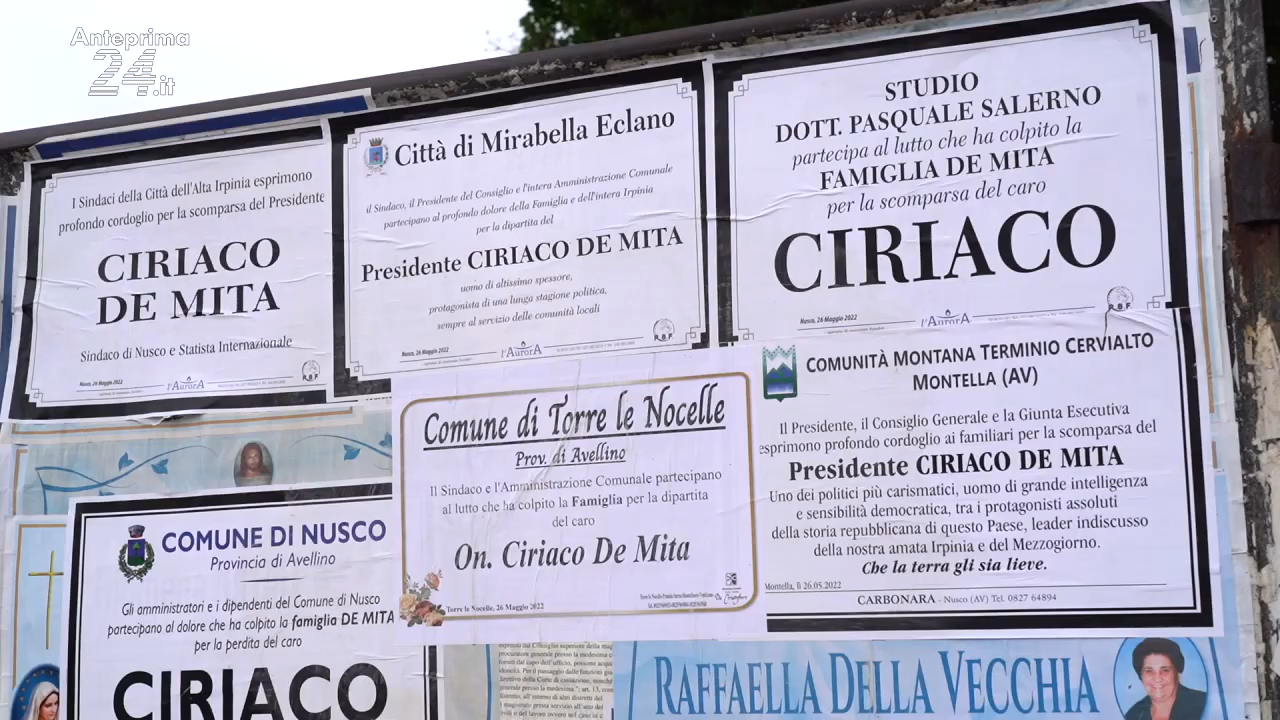 Anteprima
24.it
I Sindaci della Città dell'Alta Irpinia esprimono
profondo cordoglio per la scomparsa del Presidente
CIRIACO
DE MITA
Sindaco di Nusco e Statista Internazionale
Nusco, 26 Maggio 2022
l'AurorA
Città di Mirabella Eclano
il Sindaco, il Presidente del Consiglio e l'intera Amministrazione Comunale
partecipano al profondo dolore della Famiglia e dell'intera Irpinia
per la dipartita del
Presidente CIRIACO DE MITA
uomo di altissimo spessore,
protagonista di una lunga stagione politica,
sempre al servizio delle comunità locali
Nusco, 26 Maggio 2022
l'AurorA
STUDIO
DOTT. PASQUALE SALERNO
partecipa al lutto che ha colpito la
FAMIGLIA DE MITA
per la scomparsa del caro
CIRIACO
Nusco, 26 Maggio 2022
l'AurorA
COMUNE DI NUSCO
Provincia di Avellino
Gli amministratori e i dipendenti del Comune di Nusco
partecipano al dolore che ha colpito la famiglia DE MITA
per la perdita del caro
CIRIACO
Comune di Torre le Nocelle
Prov. di Avellino
Il Sindaco e l'Amministrazione Comunale partecipano
al lutto che ha colpito la Famiglia per la dipartita
del caro
On. Ciriaco De Mita
Torre le Nocelle, 26 Maggio 2022
COMUNITÀ MONTANA TERMINIO CERVIALTO
MONTELLA (AV)
Il Presidente, il Consiglio Generale e la Giunta Esecutiva
esprimono profondo cordoglio ai familiari per la scomparsa del
Presidente CIRIACO DE MITA
Uno dei politici più carismatici, uomo di grande intelligenza
e sensibilità democratica, tra i protagonisti assoluti
della storia repubblicana di questo Paese, leader indiscusso
della nostra amata Irpinia e del Mezzogiorno.
Che la terra gli sia lieve.
Montella, lì 26.05.2022
CARBONARA - Nusco (AV) Tel. 0827 64894
RAFFAELLA DELLA VECCHIA